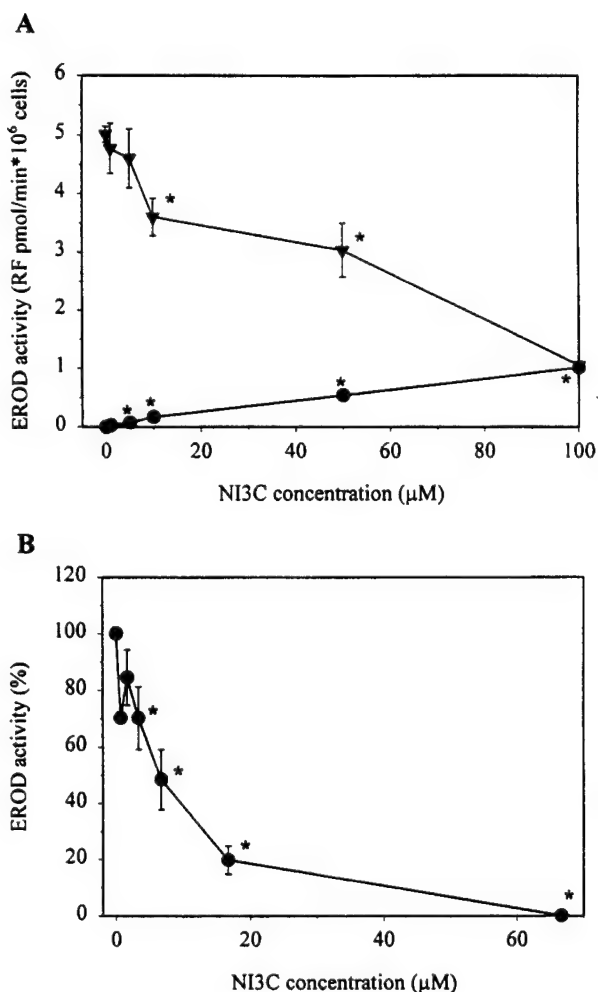 A
EROD activity (RF pmol/min*10⁶ cells)
6
5
4
3
2
1
0
* *
* * * *
0 20 40 60 80 100
NI3C concentration (µM)
B
EROD activity (%)
120
100
80
60
40
20
0
*
*
*
*
0 20 40 60
NI3C concentration (µM)